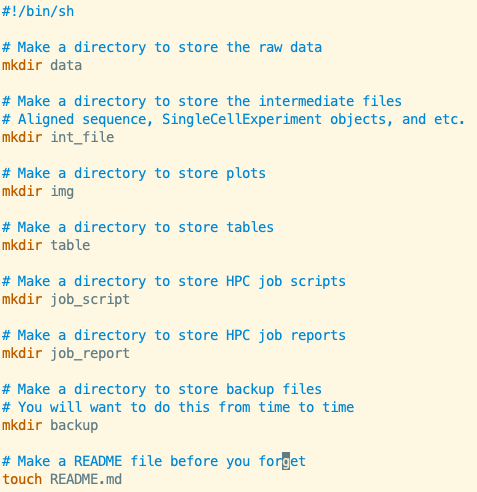 #!/bin/sh
# Make a directory to store the raw data
mkdir data
# Make a directory to store the intermediate files
# Aligned sequence, SingleCellExperiment objects, and etc.
mkdir int_file
# Make a directory to store plots
mkdir img
# Make a directory to store tables
mkdir table
# Make a directory to store HPC job scripts
mkdir job_script
# Make a directory to store HPC job reports
mkdir job_report
# Make a directory to store backup files
# You will want to do this from time to time
mkdir backup
# Make a README file before you forget
touch README.md